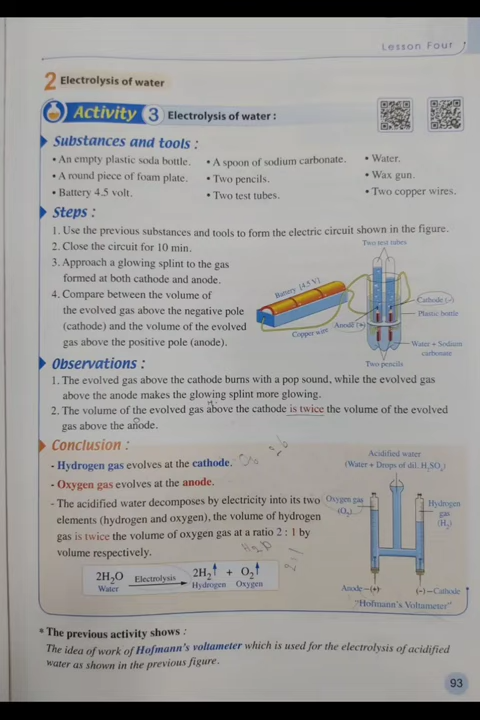 Lesson Four
2 Electrolysis of water
Activity 3 Electrolysis of water :
Substances and tools :
• An empty plastic soda bottle. • A spoon of sodium carbonate. • Water.
• A round piece of foam plate. • Two pencils. • Wax gun.
• Battery 4.5 volt. • Two test tubes. • Two copper wires.
Steps :
1. Use the previous substances and tools to form the electric circuit shown in the figure.
2. Close the circuit for 10 min.
3. Approach a glowing splint to the gas
formed at both cathode and anode.
4. Compare between the volume of
the evolved gas above the negative pole
(cathode) and the volume of the evolved
gas above the positive pole (anode).
Two test tubes
Battery (4.5 V)
Cathode (–)
Plastic bottle
Anode (+)
Copper wire
Water + Sodium
carbonate
Two pencils
Observations :
1. The evolved gas above the cathode burns with a pop sound, while the evolved gas
above the anode makes the glowing splint more glowing.
2. The volume of the evolved gas above the cathode is twice the volume of the evolved
gas above the anode.
Conclusion :
- Hydrogen gas evolves at the cathode.
- Oxygen gas evolves at the anode.
- The acidified water decomposes by electricity into its two
elements (hydrogen and oxygen), the volume of hydrogen
gas is twice the volume of oxygen gas at a ratio 2 : 1 by
volume respectively.
2H₂O Electrolysis 2H₂↑ + O₂↑
Water Hydrogen Oxygen
Acidified water
(Water + Drops of dil. H₂SO₄)
Oxygen gas
(O₂)
Hydrogen
gas
(H₂)
Anode (+) (–) Cathode
"Hofmann's Voltameter"
• The previous activity shows :
The idea of work of Hofmann's voltameter which is used for the electrolysis of acidified
water as shown in the previous figure.
93